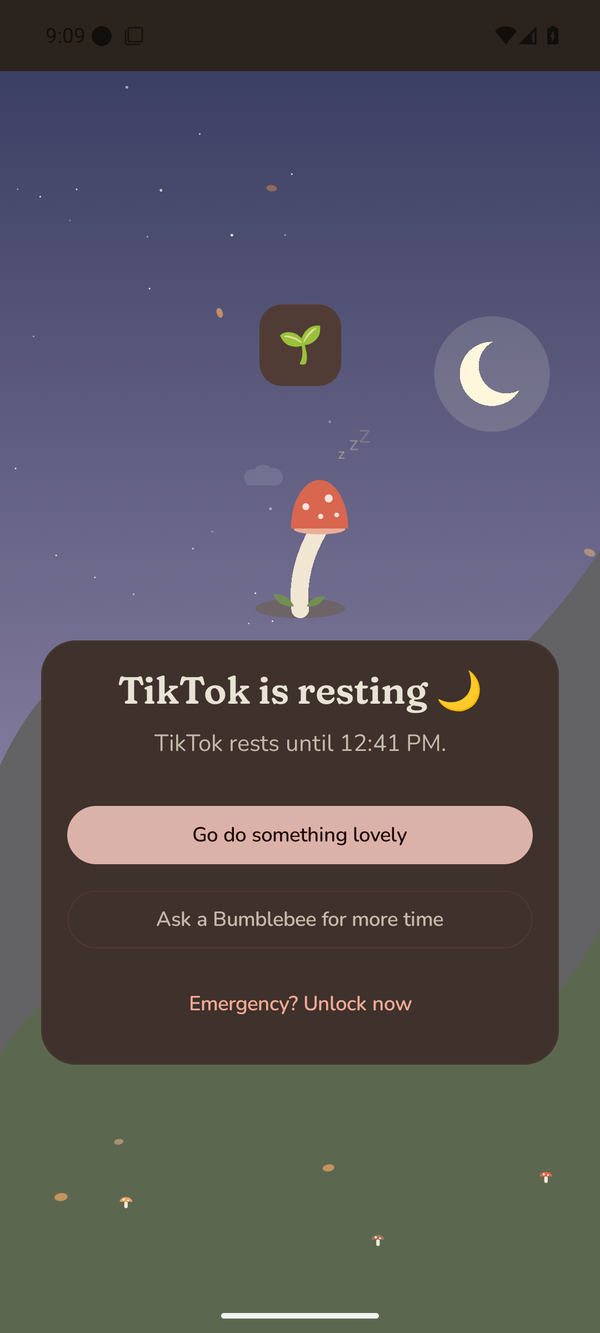 9:09
z z Z
TikTok is resting 🌙
TikTok rests until 12:41 PM.
Go do something lovely
Ask a Bumblebee for more time
Emergency? Unlock now